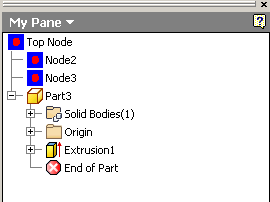 My Pane
?
Top Node
Node2
Node3
Part3
Solid Bodies(1)
Origin
Extrusion1
End of Part